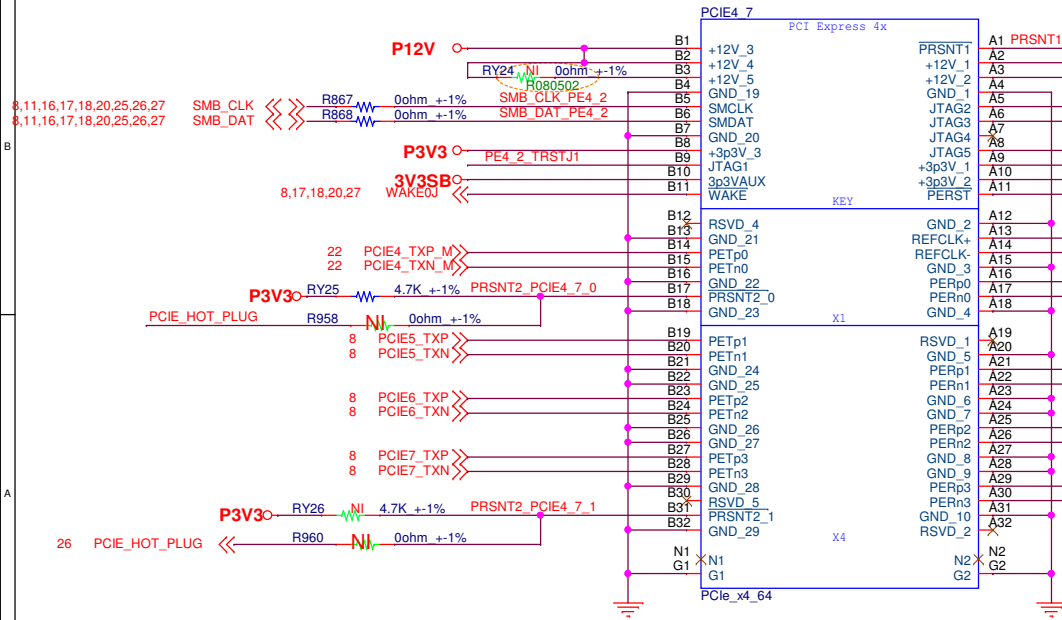 PCIE4_7
PCI Express 4x
P12V
B1 +12V_3 PRSNT1 A1 PRSNT1
B2 +12V_4 +12V_1 A2
RY24 NI 0ohm_+-1% B3 +12V_5 +12V_2 A3
R080502
B4 GND_19 GND_1 A4
8,11,16,17,18,20,25,26,27 SMB_CLK R867 0ohm_+-1% SMB_CLK_PE4_2 B5 SMCLK JTAG2 A5
8,11,16,17,18,20,25,26,27 SMB_DAT R868 0ohm_+-1% SMB_DAT_PE4_2 B6 SMDAT JTAG3 A6
B7 GND_20 JTAG4 A7
P3V3 B8 +3p3V_3 JTAG5 A8
PE4_2_TRSTJ1 B9 JTAG1 +3p3V_1 A9
3V3SB B10 3p3VAUX +3p3V_2 A10
8,17,18,20,27 WAKE0J B11 WAKE PERST A11
KEY
B12 RSVD_4 GND_2 A12
B13 GND_21 REFCLK+ A13
22 PCIE4_TXP_M B14 PETp0 REFCLK- A14
22 PCIE4_TXN_M B15 PETn0 GND_3 A15
B16 GND_22 PERp0 A16
P3V3 RY25 4.7K_+-1% PRSNT2_PCIE4_7_0 B17 PRSNT2_0 PERn0 A17
B18 GND_23 GND_4 A18
PCIE_HOT_PLUG R958 NI 0ohm_+-1%
X1
8 PCIE5_TXP B19 PETp1 RSVD_1 A19
8 PCIE5_TXN B20 PETn1 GND_5 A20
B21 GND_24 PERp1 A21
B22 GND_25 PERn1 A22
8 PCIE6_TXP B23 PETp2 GND_6 A23
8 PCIE6_TXN B24 PETn2 GND_7 A24
B25 GND_26 PERp2 A25
B26 GND_27 PERn2 A26
8 PCIE7_TXP B27 PETp3 GND_8 A27
8 PCIE7_TXN B28 PETn3 GND_9 A28
B29 GND_28 PERp3 A29
B30 RSVD_5 PERn3 A30
P3V3 RY26 NI 4.7K_+-1% PRSNT2_PCIE4_7_1 B31 PRSNT2_1 GND_10 A31
B32 GND_29 RSVD_2 A32
26 PCIE_HOT_PLUG R960 NI 0ohm_+-1%
X4
N1 N1 N2 N2
G1 G1 G2 G2
PCIe_x4_64
B
A